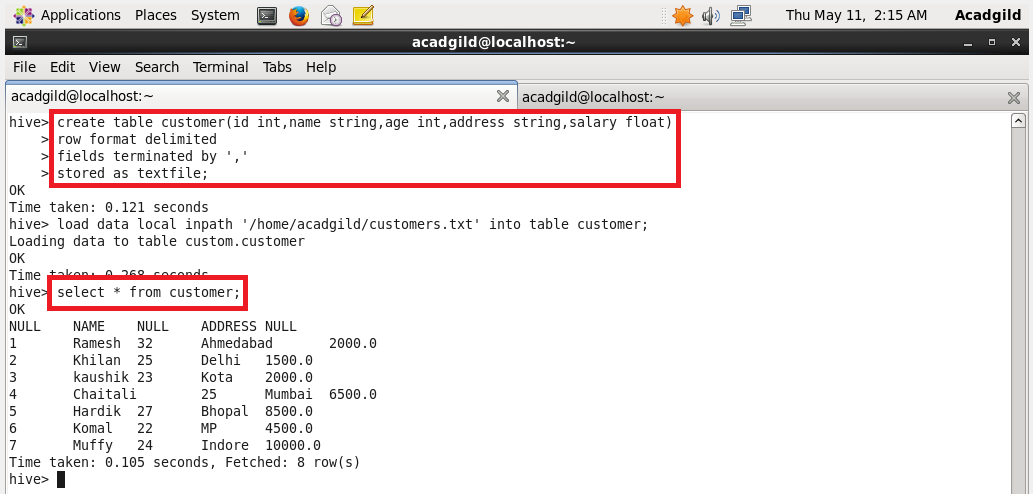 Applications Places System Thu May 11, 2:15 AM Acadgild
acadgild@localhost:~
File Edit View Search Terminal Tabs Help
acadgild@localhost:~ acadgild@localhost:~
hive> create table customer(id int,name string,age int,address string,salary float)
> row format delimited
> fields terminated by ','
> stored as textfile;
OK
Time taken: 0.121 seconds
hive> load data local inpath '/home/acadgild/customers.txt' into table customer;
Loading data to table custom.customer
OK
Time taken: 0.268 seconds
hive> select * from customer;
OK
NULL NAME NULL ADDRESS NULL
1 Ramesh 32 Ahmedabad 2000.0
2 Khilan 25 Delhi 1500.0
3 kaushik 23 Kota 2000.0
4 Chaitali 25 Mumbai 6500.0
5 Hardik 27 Bhopal 8500.0
6 Komal 22 MP 4500.0
7 Muffy 24 Indore 10000.0
Time taken: 0.105 seconds, Fetched: 8 row(s)
hive>